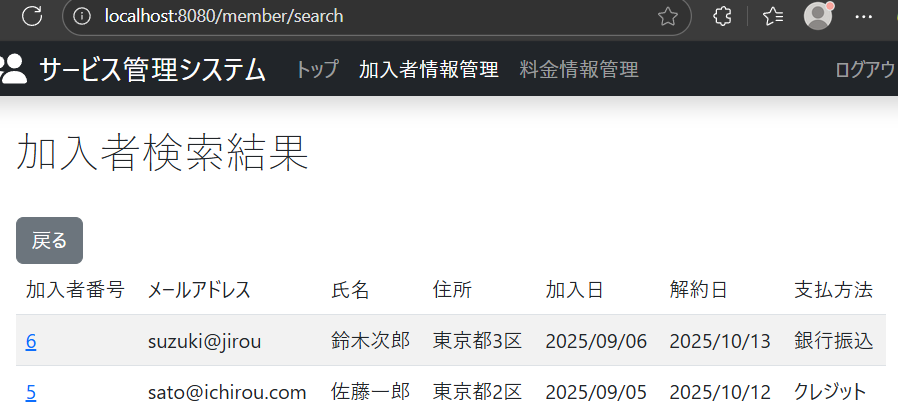 localhost:8080/member/search
サービス管理システム トップ 加入者情報管理 料金情報管理 ログアウ
加入者検索結果
戻る
加入者番号 メールアドレス 氏名 住所 加入日 解約日 支払方法
6 suzuki@jirou 鈴木次郎 東京都3区 2025/09/06 2025/10/13 銀行振込
5 sato@ichirou.com 佐藤一郎 東京都2区 2025/09/05 2025/10/12 クレジット